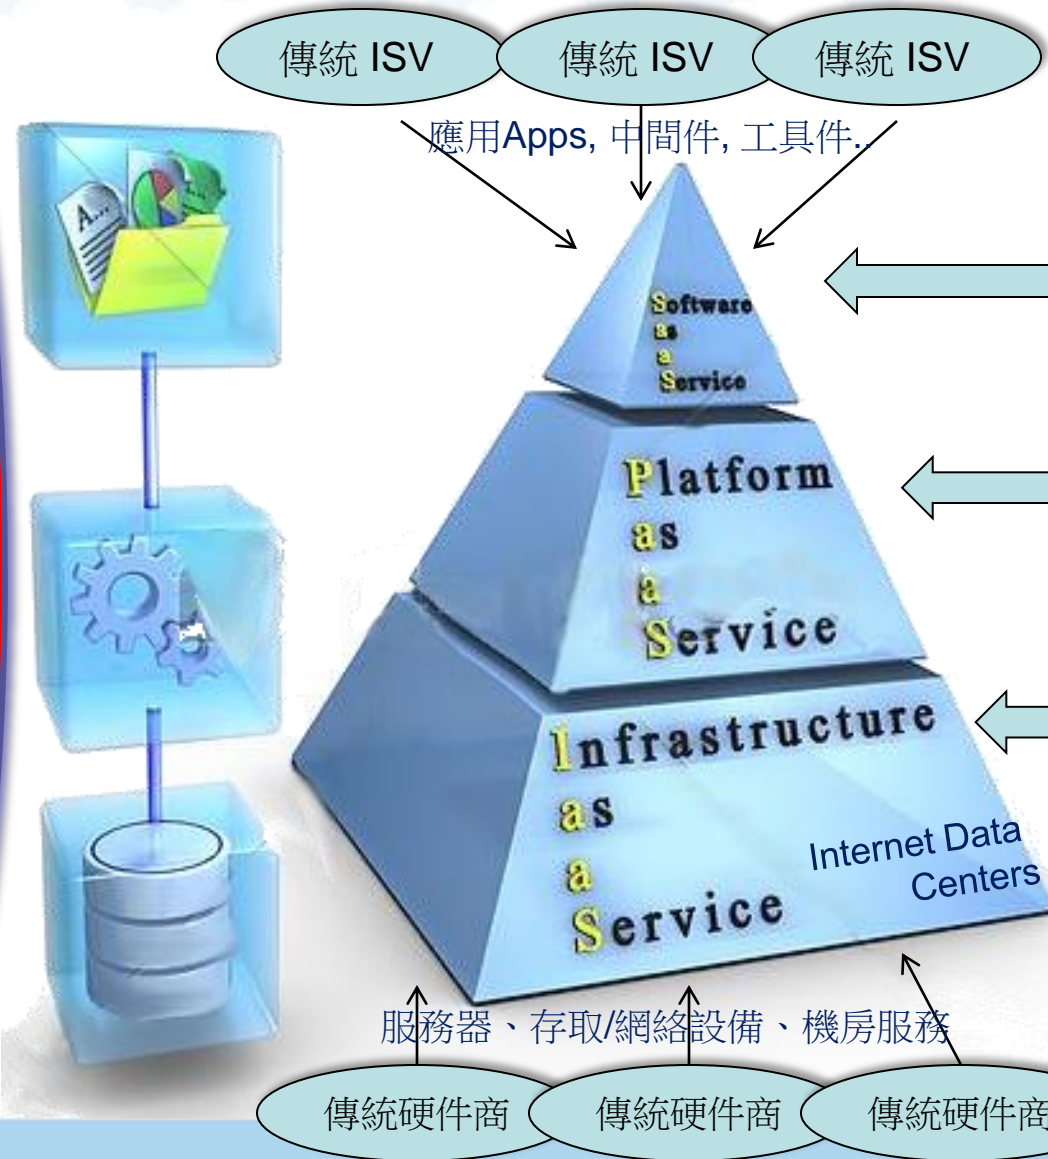 傳統 ISV
傳統 ISV
傳統 ISV
應用Apps, 中間件, 工具件..
A...
Software
as
a
Service
Platform
as
a
Service
Infrastructure
as
a
Service
Internet Data
Centers
服務器、存取/網絡設備、機房服務
傳統硬件商
傳統硬件商
傳統硬件商